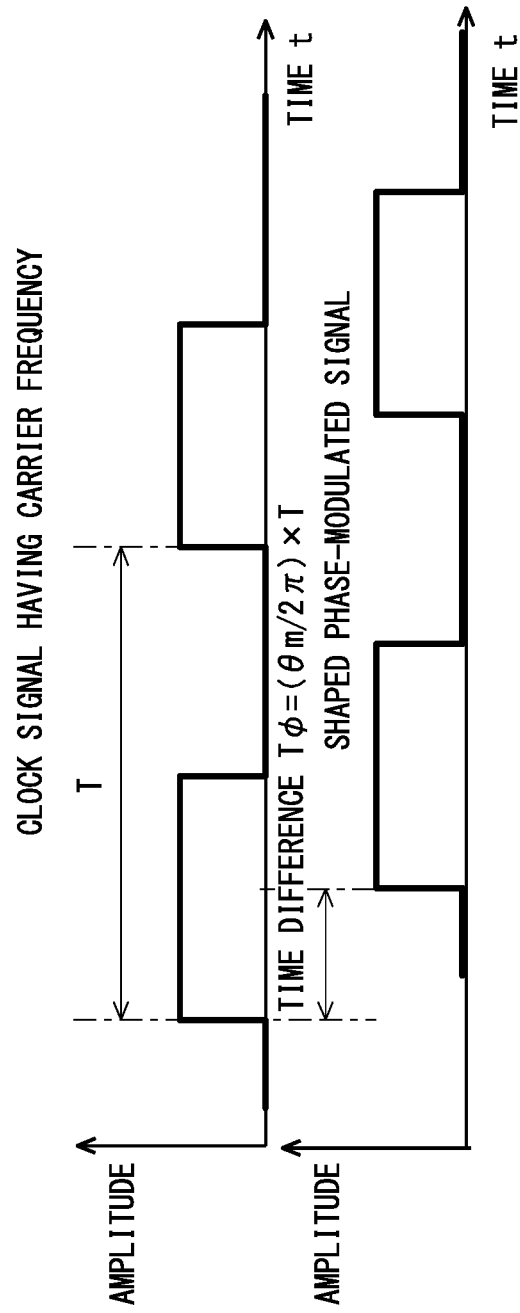 CLOCK SIGNAL HAVING CARRIER FREQUENCY
AMPLITUDE
T
TIME t
TIME DIFFERENCE Tφ=(θm/2π)×T
SHAPED PHASE-MODULATED SIGNAL
AMPLITUDE
TIME t